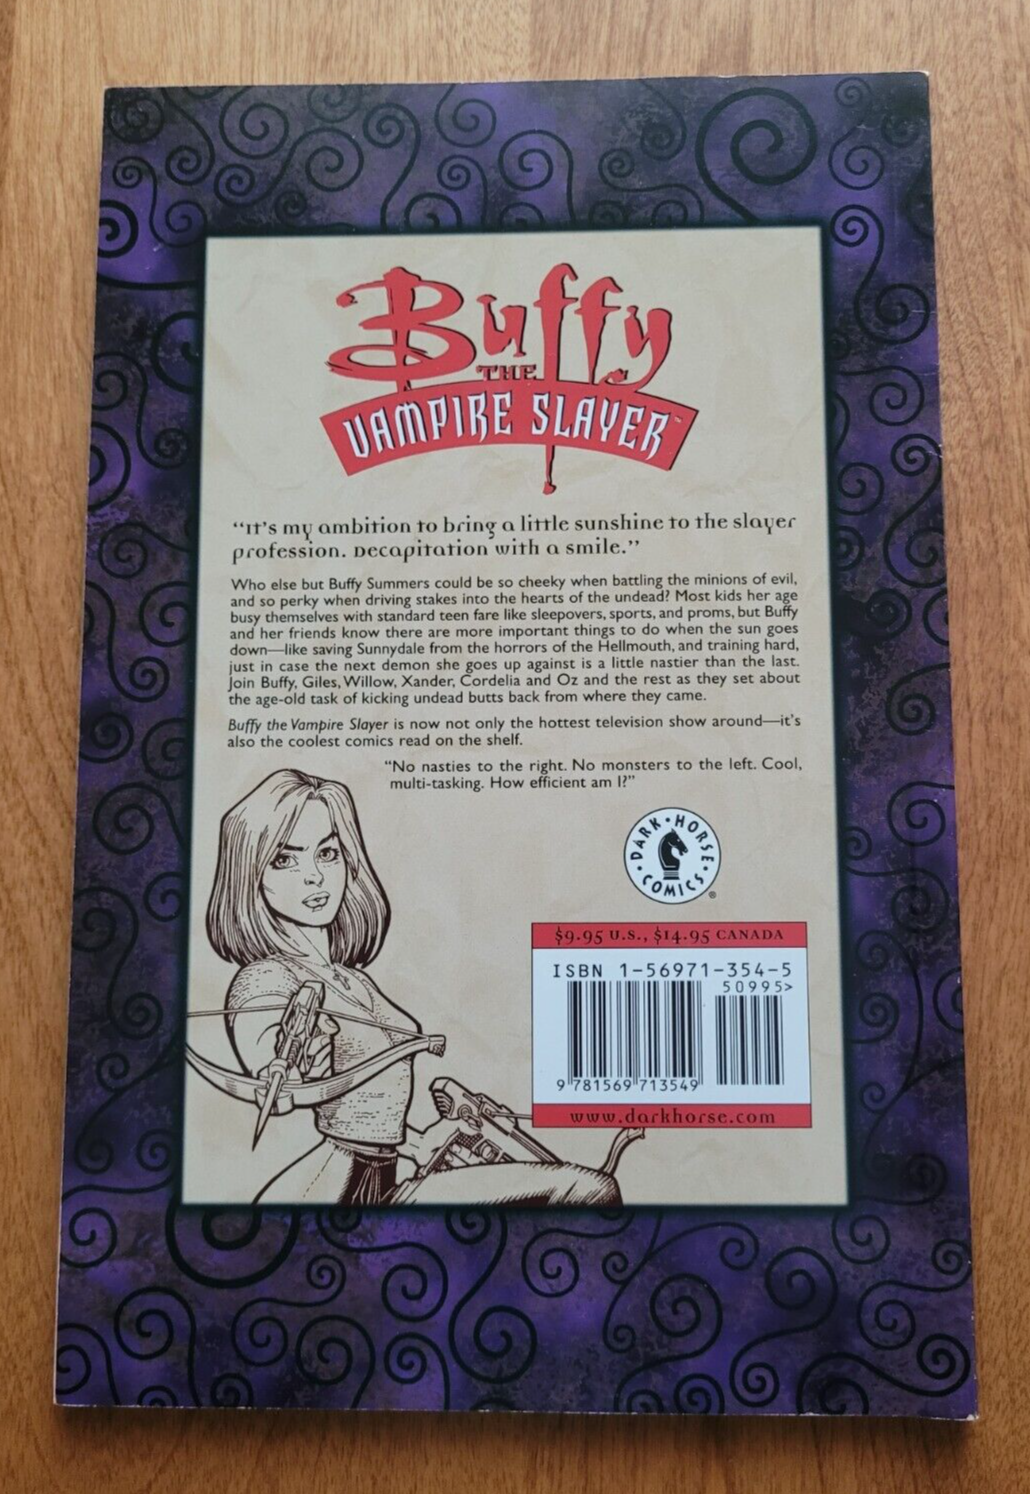 Buffy
THE
VAMPIRE SLAYER™
“It's my ambition to bring a little sunshine to the slayer
profession. Decapitation with a smile.”
Who else but Buffy Summers could be so cheeky when battling the minions of evil,
and so perky when driving stakes into the hearts of the undead? Most kids her age
busy themselves with standard teen fare like sleepovers, sports, and proms, but Buffy
and her friends know there are more important things to do when the sun goes
down—like saving Sunnydale from the horrors of the Hellmouth, and training hard,
just in case the next demon she goes up against is a little nastier than the last.
Join Buffy, Giles, Willow, Xander, Cordelia and Oz and the rest as they set about
the age-old task of kicking undead butts back from where they came.
Buffy the Vampire Slayer is now not only the hottest television show around—it's
also the coolest comics read on the shelf.
“No nasties to the right. No monsters to the left. Cool,
multi-tasking. How efficient am I?”
DARK HORSE
COMICS®
$9.95 U.S., $14.95 CANADA
ISBN 1-56971-354-5
50995>
9 781569 713549
www.darkhorse.com